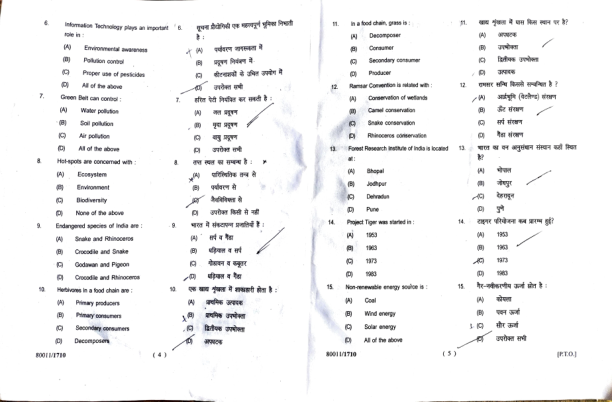 6. Information Technology plays an important
role in :
(A) Environmental awareness
(B) Pollution control
(C) Proper use of pesticides
(D) All of the above
7. Green Belt can control :
(A) Water pollution
(B) Soil pollution
(C) Air pollution
(D) All of the above
8. Hot-spots are concerned with :
(A) Ecosystem
(B) Environment
(C) Biodiversity
(D) None of the above
9. Endangered species of India are :
(A) Snake and Rhinoceros
(B) Crocodile and Snake
(C) Godawan and Pigeon
(D) Crocodile and Rhinoceros
10. Herbivores in a food chain are :
(A) Primary producers
(B) Primary consumers
(C) Secondary consumers
(D) Decomposers
80011/1710
6. सूचना प्रौद्योगिकी एक महत्वपूर्ण भूमिका निभाती
है :
(A) पर्यावरण जागरूकता में
(B) प्रदूषण नियंत्रण में
(C) कीटनाशकों के उचित उपयोग में
(D) उपरोक्त सभी
7. हरित पेटी नियंत्रित कर सकती है :
(A) जल प्रदूषण
(B) मृदा प्रदूषण
(C) वायु प्रदूषण
(D) उपरोक्त सभी
8. तप्त स्थल का सम्बन्ध है :
(A) पारिस्थितिक तन्त्र से
(B) पर्यावरण से
(C) जैवविविधता से
(D) उपरोक्त किसी से नहीं
9. भारत में संकटापन्न प्रजातियाँ हैं :
(A) सर्प व गैंडा
(B) घड़ियाल व सर्प
(C) गोडावन व कबूतर
(D) घड़ियाल व गैंडा
10. एक खाद्य शृंखला में शाकाहारी होता है :
(A) प्राथमिक उत्पादक
(B) प्राथमिक उपभोक्ता
(C) द्वितीयक उपभोक्ता
(D) अपघटक
( 4 )
11. In a food chain, grass is :
(A) Decomposer
(B) Consumer
(C) Secondary consumer
(D) Producer
12. Ramsar Convention is related with :
(A) Conservation of wetlands
(B) Camel conservation
(C) Snake conservation
(D) Rhinoceros conservation
13. Forest Research Institute of India is located
at :
(A) Bhopal
(B) Jodhpur
(C) Dehradun
(D) Pune
14. Project Tiger was started in :
(A) 1953
(B) 1963
(C) 1973
(D) 1983
15. Non-renewable energy source is :
(A) Coal
(B) Wind energy
(C) Solar energy
(D) All of the above
80011/1710
( 5 )
11. खाद्य शृंखला में घास किस स्थान पर है?
(A) अपघटक
(B) उपभोक्ता
(C) द्वितीयक उपभोक्ता
(D) उत्पादक
12. रामसर सन्धि किससे सम्बन्धित है ?
(A) आर्द्रभूमि (वेटलैण्ड) संरक्षण
(B) ऊँट संरक्षण
(C) सर्प संरक्षण
(D) गैंडा संरक्षण
13. भारत का वन अनुसंधान संस्थान कहाँ स्थित
है?
(A) भोपाल
(B) जोधपुर
(C) देहरादून
(D) पुणे
14. टाइगर परियोजना कब प्रारम्भ हुई?
(A) 1953
(B) 1963
(C) 1973
(D) 1983
15. गैर-नवीकरणीय ऊर्जा स्रोत है :
(A) कोयला
(B) पवन ऊर्जा
(C) सौर ऊर्जा
(D) उपरोक्त सभी
[P.T.O.]